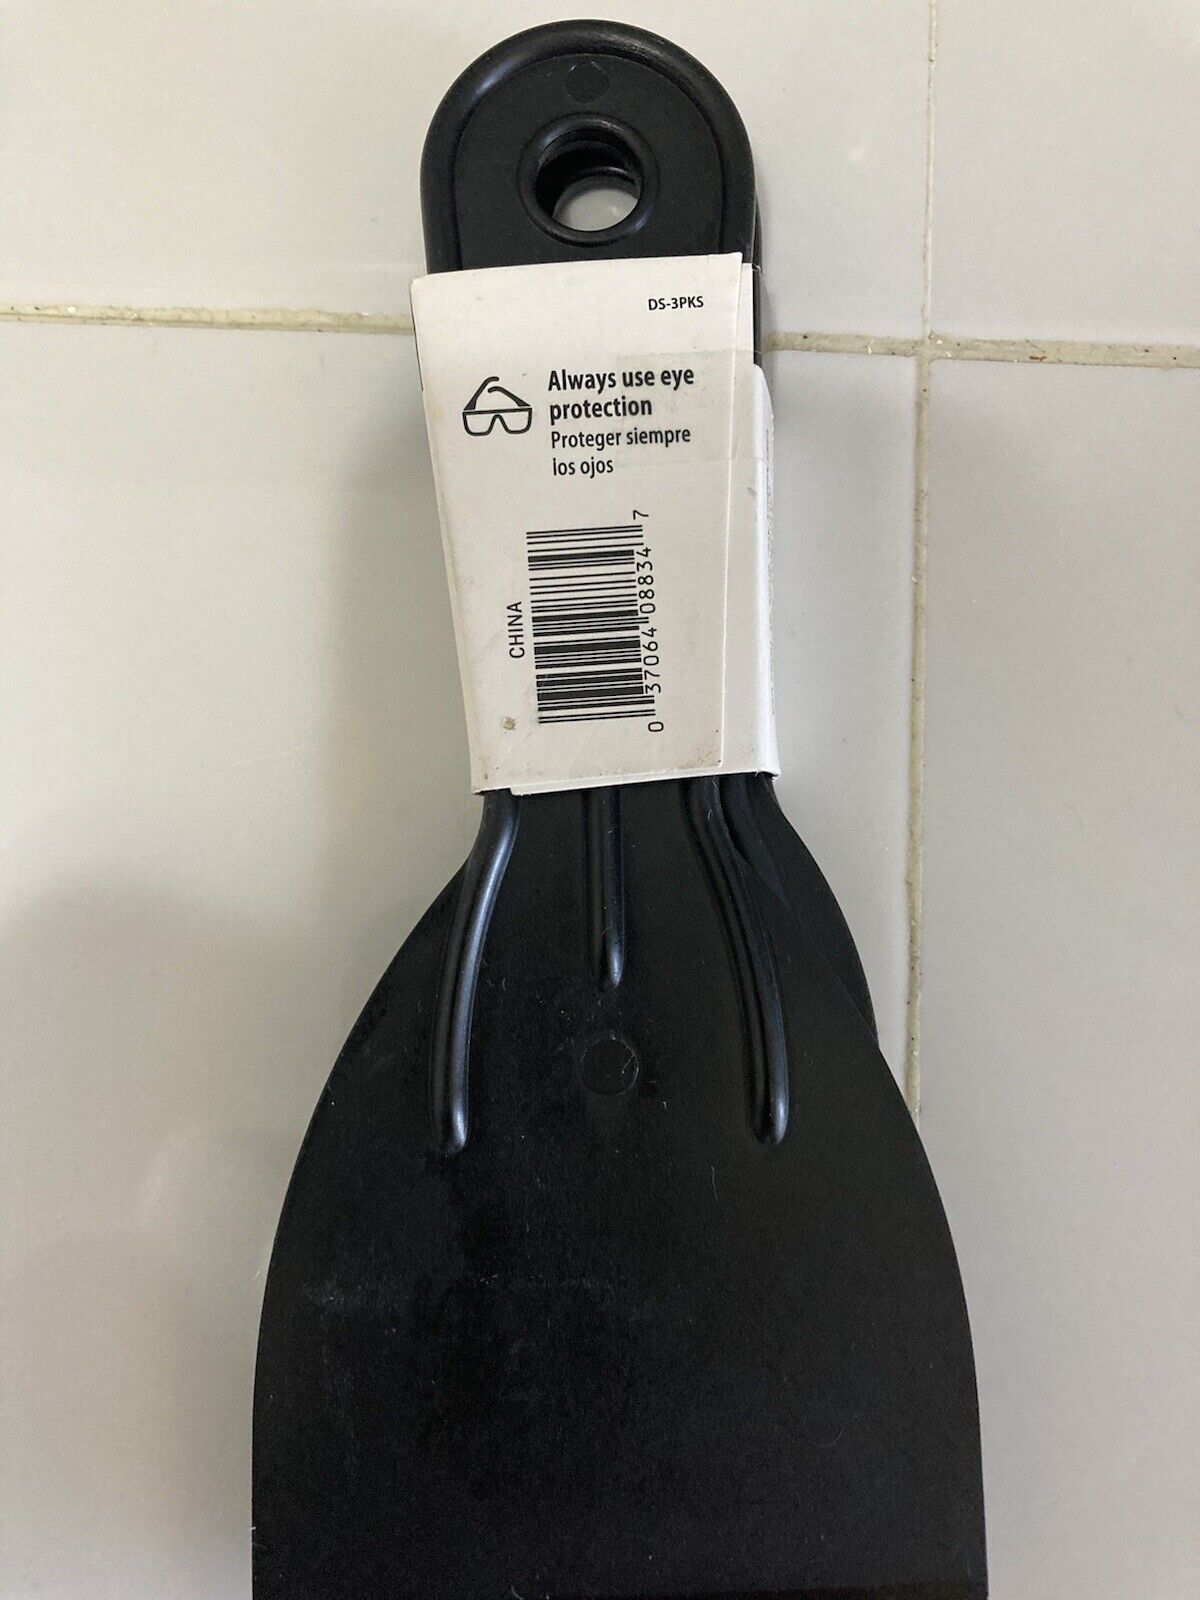 DS-3PKS
Always use eye
protection
Proteger siempre
los ojos
CHINA
0 37064 08834 7